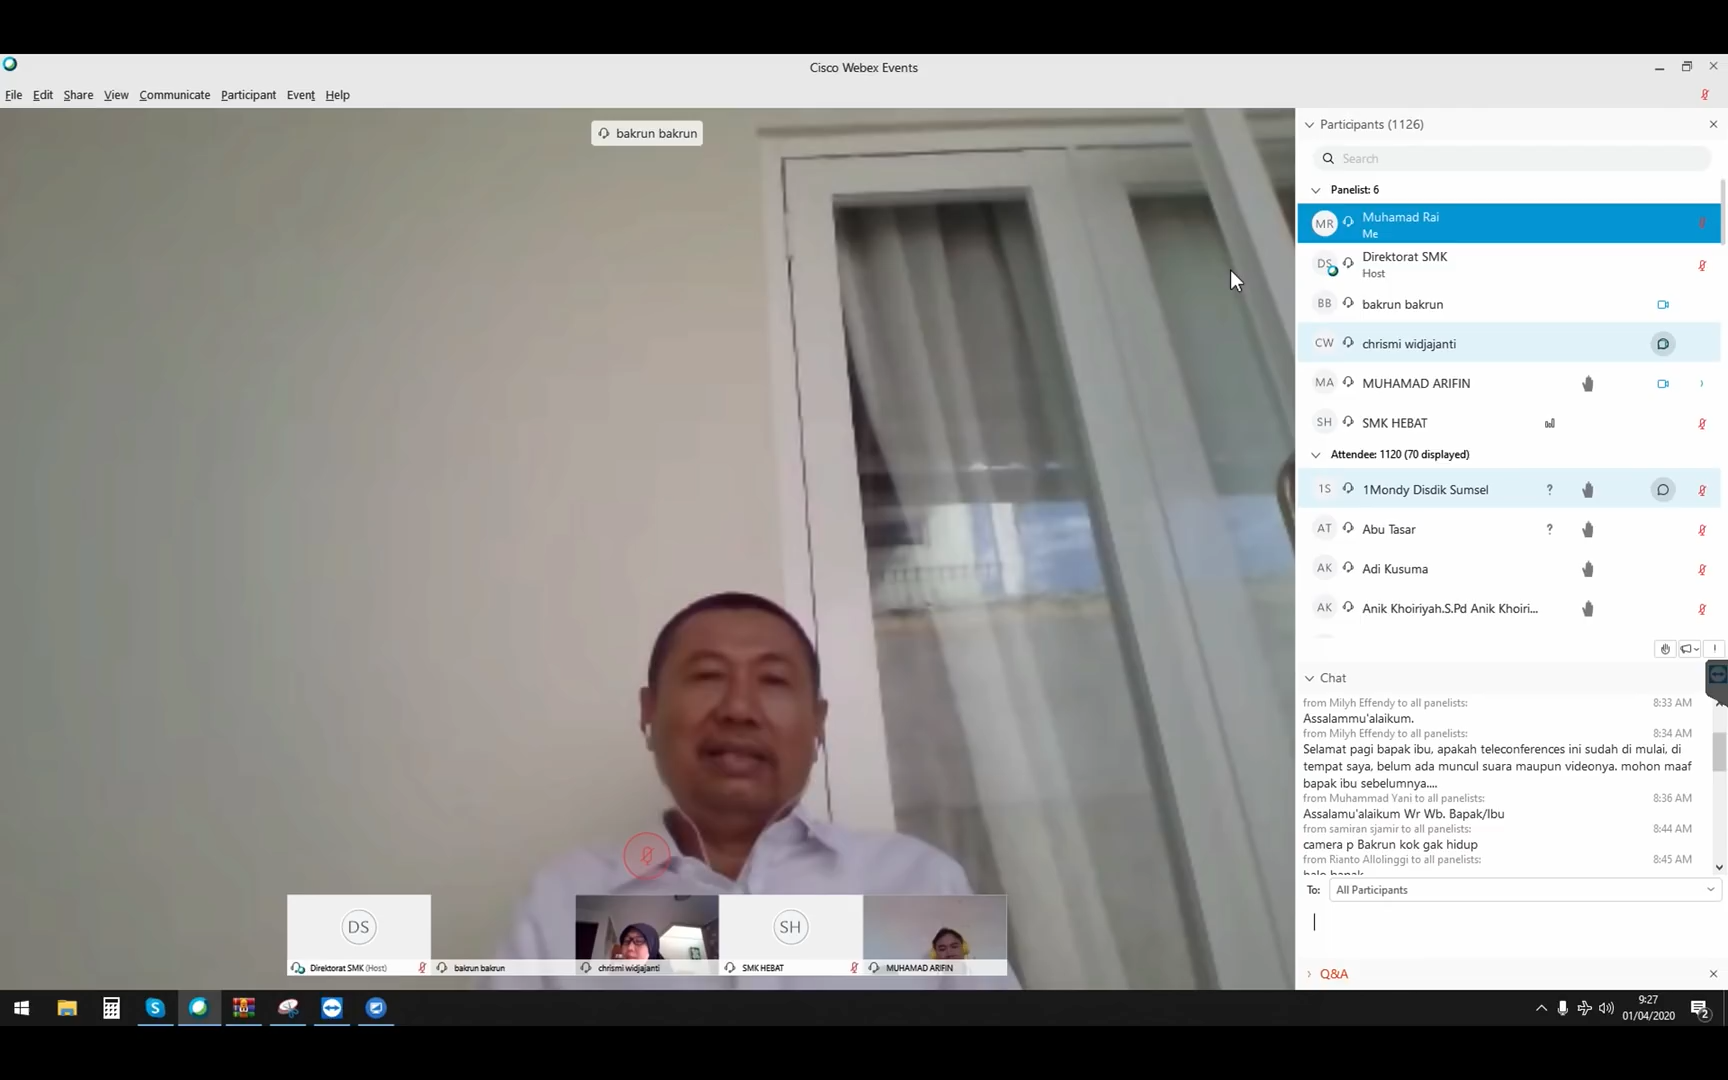 Cisco Webex Events
File Edit Share View Communicate Participant Event Help
bakrun bakrun
Participants (1126)
Search
Panelist: 6
MR Muhamad Rai
Me
DS Direktorat SMK
Host
BB bakrun bakrun
CW chrismi widjajanti
MA MUHAMAD ARIFIN
SH SMK HEBAT
Attendee: 1120 (70 displayed)
1S 1Mondy Disdik Sumsel ?
AT Abu Tasar ?
AK Adi Kusuma
AK Anik Khoiriyah.S.Pd Anik Khoiri...
Chat
from Milyh Effendy to all panelists: 8:33 AM
Assalammu'alaikum.
from Milyh Effendy to all panelists: 8:34 AM
Selamat pagi bapak ibu, apakah teleconferences ini sudah di mulai, di
tempat saya, belum ada muncul suara maupun videonya. mohon maaf
bapak ibu sebelumnya....
from Muhammad Yani to all panelists: 8:36 AM
Assalamu'alaikum Wr Wb. Bapak/Ibu
from samiran sjamir to all panelists: 8:44 AM
camera p Bakrun kok gak hidup
from Rianto Allolinggi to all panelists: 8:45 AM
halo bapak
To: All Participants
Q&A
DS
SH
Direktorat SMK (Host)
bakrun bakrun
chrismi widjajanti
SMK HEBAT
MUHAMAD ARIFIN
9:27
01/04/2020
2